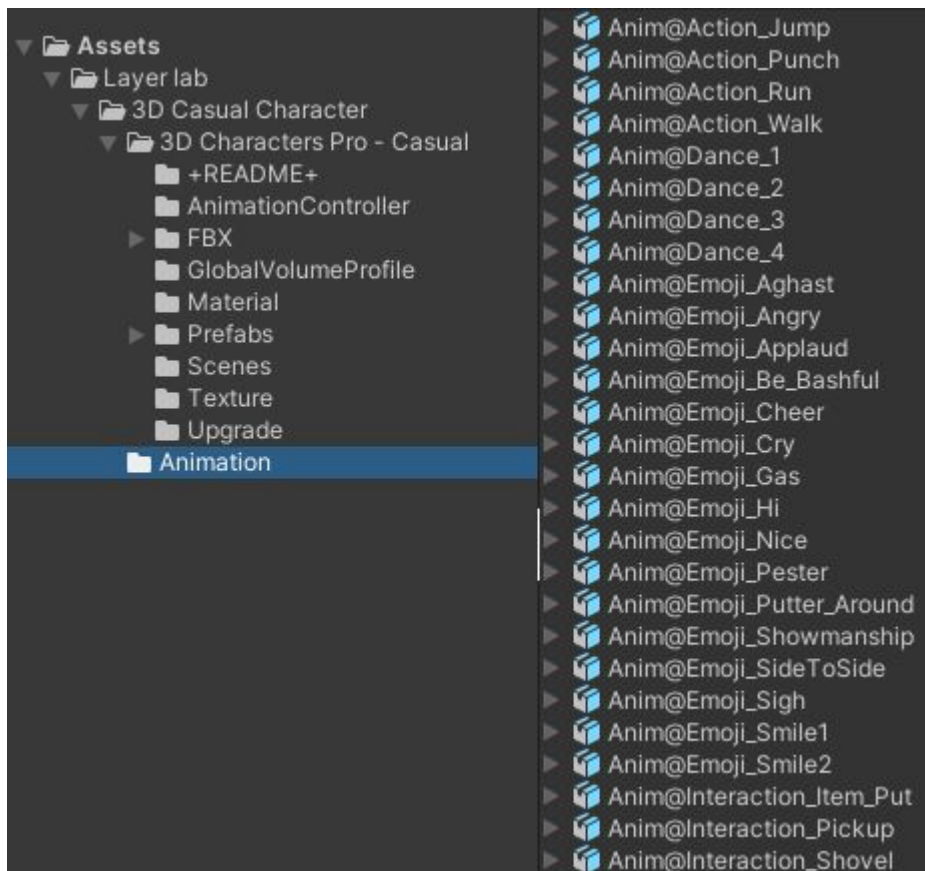 Assets
Layer lab
3D Casual Character
3D Characters Pro - Casual
+README+
AnimationController
FBX
GlobalVolumeProfile
Material
Prefabs
Scenes
Texture
Upgrade
Animation
Anim@Action_Jump
Anim@Action_Punch
Anim@Action_Run
Anim@Action_Walk
Anim@Dance_1
Anim@Dance_2
Anim@Dance_3
Anim@Dance_4
Anim@Emoji_Aghast
Anim@Emoji_Angry
Anim@Emoji_Applaud
Anim@Emoji_Be_Bashful
Anim@Emoji_Cheer
Anim@Emoji_Cry
Anim@Emoji_Gas
Anim@Emoji_Hi
Anim@Emoji_Nice
Anim@Emoji_Pester
Anim@Emoji_Putter_Around
Anim@Emoji_Showmanship
Anim@Emoji_SideToSide
Anim@Emoji_Sigh
Anim@Emoji_Smile1
Anim@Emoji_Smile2
Anim@Interaction_Item_Put
Anim@Interaction_Pickup
Anim@Interaction_Shovel